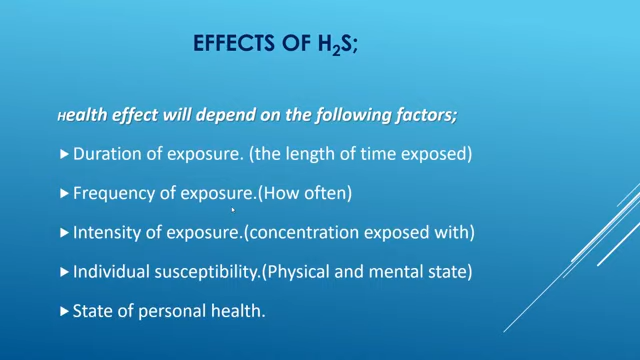 EFFECTS OF H₂S;
Health effect will depend on the following factors;
Duration of exposure. (the length of time exposed)
Frequency of exposure.(How often)
Intensity of exposure.(concentration exposed with)
Individual susceptibility.(Physical and mental state)
State of personal health.